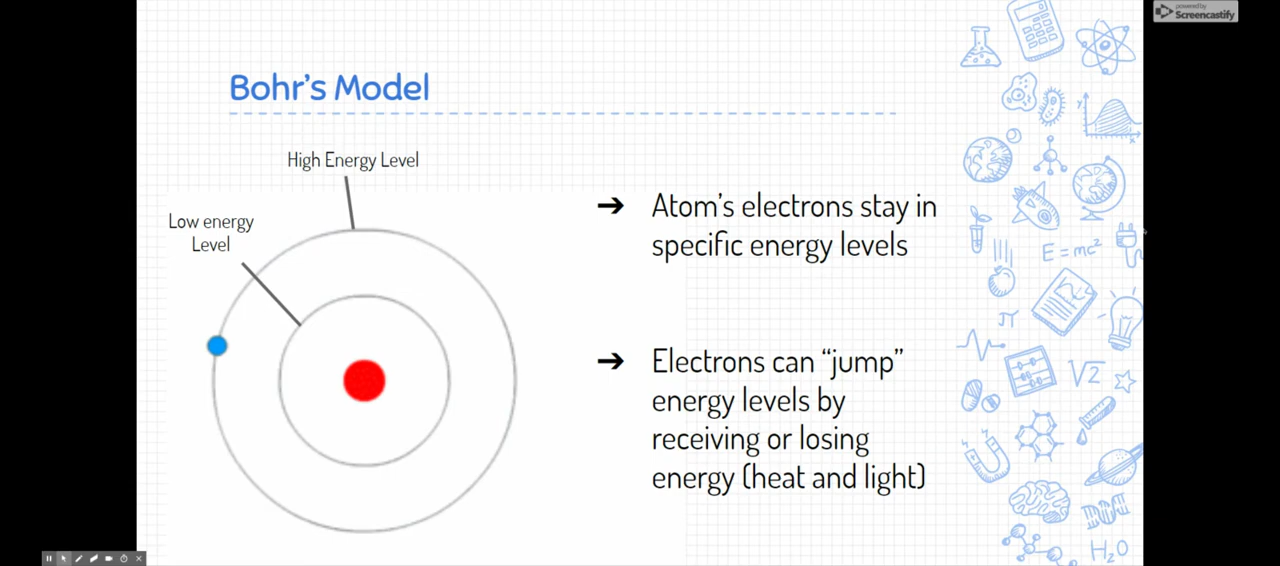 powered by
Screencastify
Bohr's Model
High Energy Level
Low energy
Level
➔ Atom's electrons stay in
specific energy levels
➔ Electrons can “jump”
energy levels by
receiving or losing
energy (heat and light)
y
x
E=mc²
π
√2
H₂O